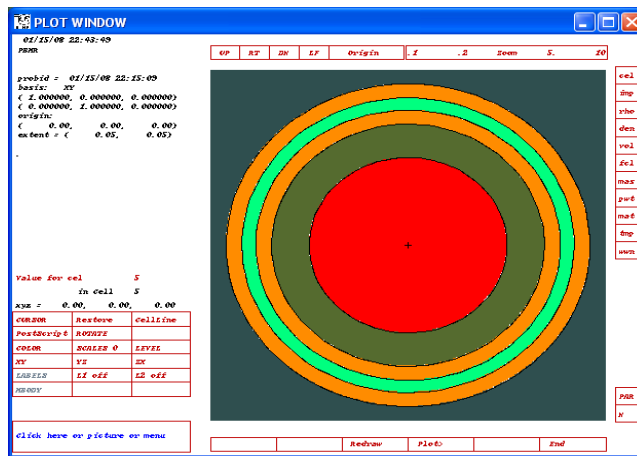 PLOT WINDOW
01/15/08 22:43:49
PBMR
UP RT DN LF Origin .1 .2 Zoom 5. 10
probid = 01/15/08 22:15:09
basis: XY
( 1.000000, 0.000000, 0.000000)
( 0.000000, 1.000000, 0.000000)
origin:
( 0.00, 0.00, 0.00)
extent = ( 0.05, 0.05)
cel
imp
rho
den
vol
fcl
mas
pwt
mat
tmp
wwn
Value for cel 5
in cell 5
xyz = 0.00, 0.00, 0.00
CURSOR Restore CellLine
PostScript ROTATE
COLOR SCALES 0 LEVEL
XY YZ ZX
LABELS L1 off L2 off
MBODY
PAR
N
Click here or picture or menu
Redraw Plot> End